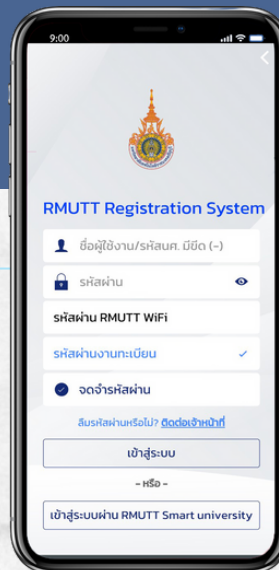 9:00
RMUTT Registration System
ชื่อผู้ใช้งาน/รหัสนศ. มีขีด (-)
รหัสผ่าน
รหัสผ่าน RMUTT WiFi
รหัสผ่านงานทะเบียน
จดจำรหัสผ่าน
ลืมรหัสผ่านหรือไม่? ติดต่อเจ้าหน้าที่
เข้าสู่ระบบ
- หรือ -
เข้าสู่ระบบผ่าน RMUTT Smart university